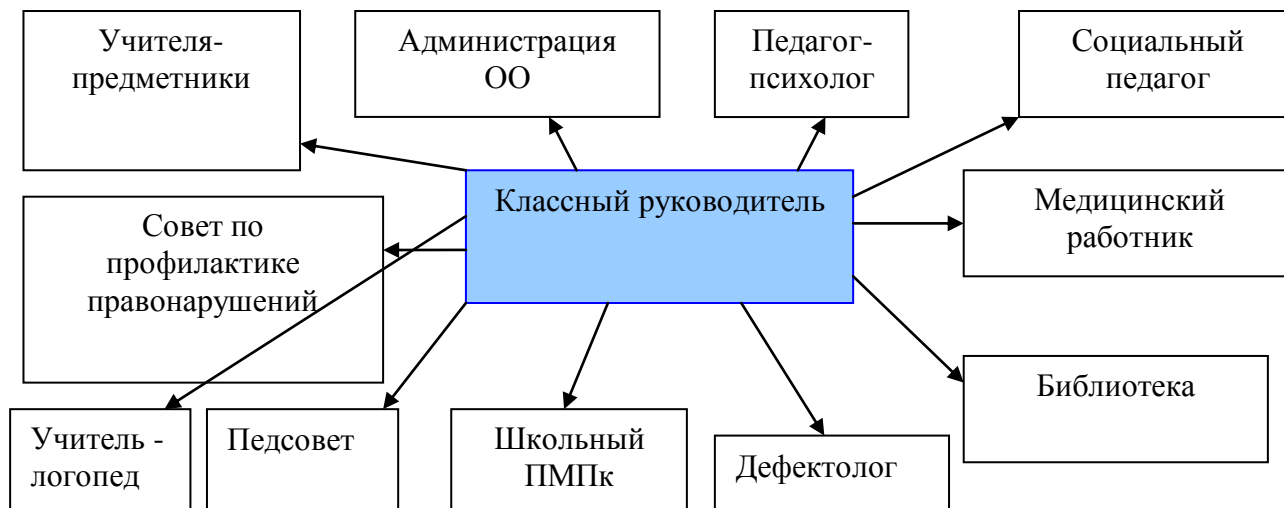 Учителя-
предметники
Администрация
ОО
Педагог-
психолог
Социальный
педагог
Классный руководитель
Медицинский
работник
Совет по
профилактике
правонарушений
Библиотека
Учитель -
логопед
Педсовет
Школьный
ПМПк
Дефектолог